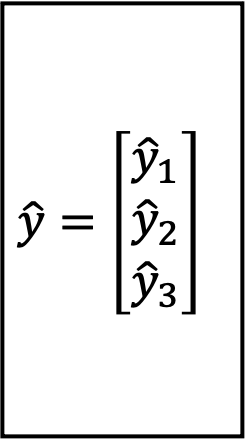 ŷ = [ŷ₁
ŷ₂
ŷ₃]